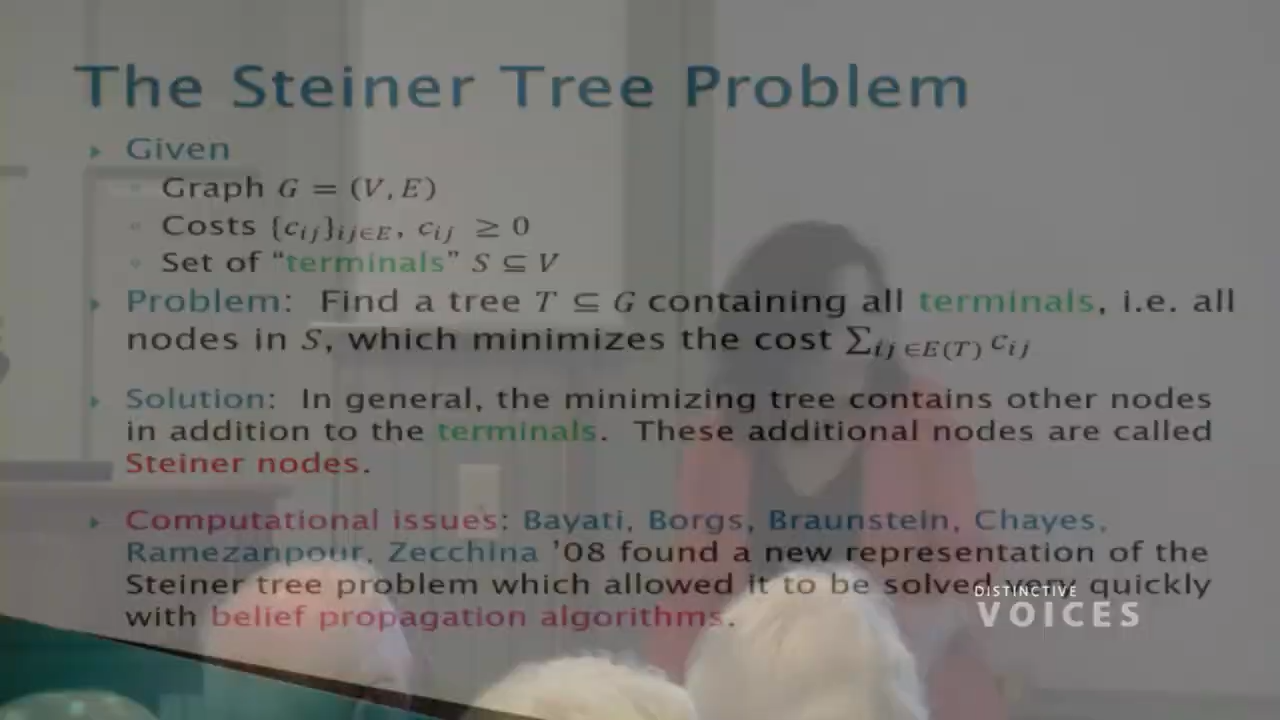 The Steiner Tree Problem
Given
Graph G = (V, E)
Costs {c_ij}_ij∈E, c_ij ≥ 0
Set of "terminals" S ⊆ V
Problem: Find a tree T ⊆ G containing all terminals, i.e. all
nodes in S, which minimizes the cost ∑_ij∈E(T) c_ij
Solution: In general, the minimizing tree contains other nodes
in addition to the terminals. These additional nodes are called
Steiner nodes.
Computational issues: Bayati, Borgs, Braunstein, Chayes,
Ramezanpour, Zecchina '08 found a new representation of the
Steiner tree problem which allowed it to be solved very quickly
with belief propagation algorithms.
DISTINCTIVE
VOICES